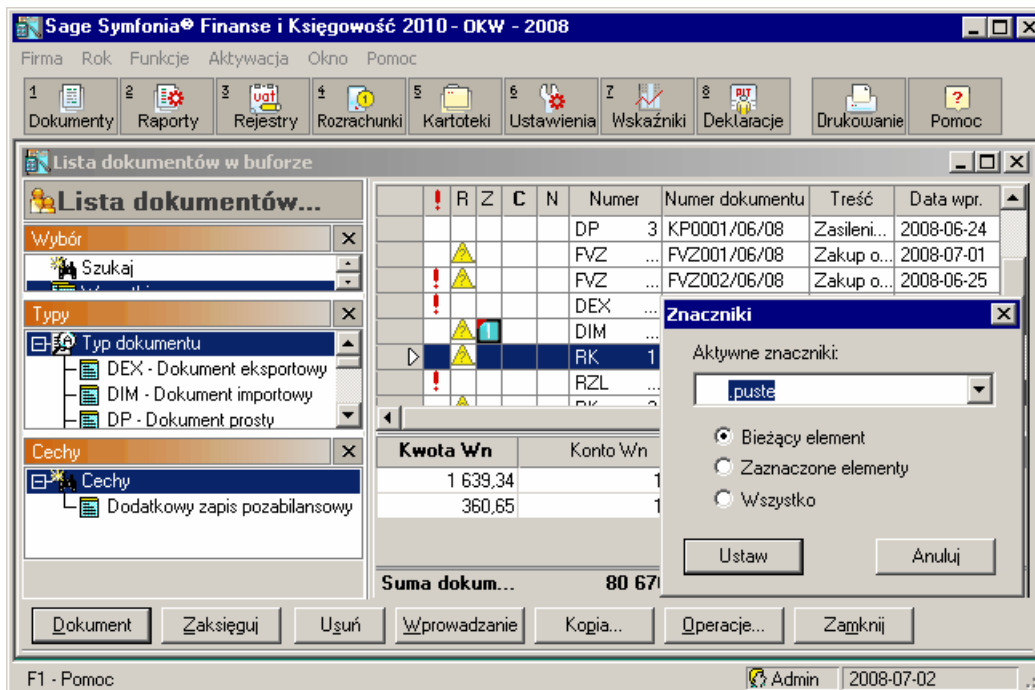 Sage Symfonia® Finanse i Księgowość 2010 - OKW - 2008
Firma Rok Funkcje Aktywacja Okno Pomoc
1 Dokumenty 2 Raporty 3 Rejestry 4 Rozrachunki 5 Kartoteki 6 Ustawienia 7 Wskaźniki 8 Deklaracje Drukowanie Pomoc
Lista dokumentów w buforze
Lista dokumentów...
Wybór
Szukaj
Typy
Typ dokumentu
DEX - Dokument eksportowy
DIM - Dokument importowy
DP - Dokument prosty
Cechy
Cechy
Dodatkowy zapis pozabilansowy
! R Z C N Numer Numer dokumentu Treść Data wpr.
DP 3 KP0001/06/08 Zasileni... 2008-06-24
FVZ ... FVZ001/06/08 Zakup o... 2008-07-01
! FVZ ... FVZ002/06/08 Zakup o... 2008-06-25
! DEX ...
1 DIM ...
RK 1
! RZL ...
Kwota Wn Konto Wn
1 639,34 1
360,65 1
Suma dokum... 80 67
Znaczniki
Aktywne znaczniki:
.puste
Bieżący element
Zaznaczone elementy
Wszystko
Ustaw Anuluj
Dokument Zaksięguj Usuń Wprowadzanie Kopia... Operacje... Zamknij
F1 - Pomoc Admin 2008-07-02